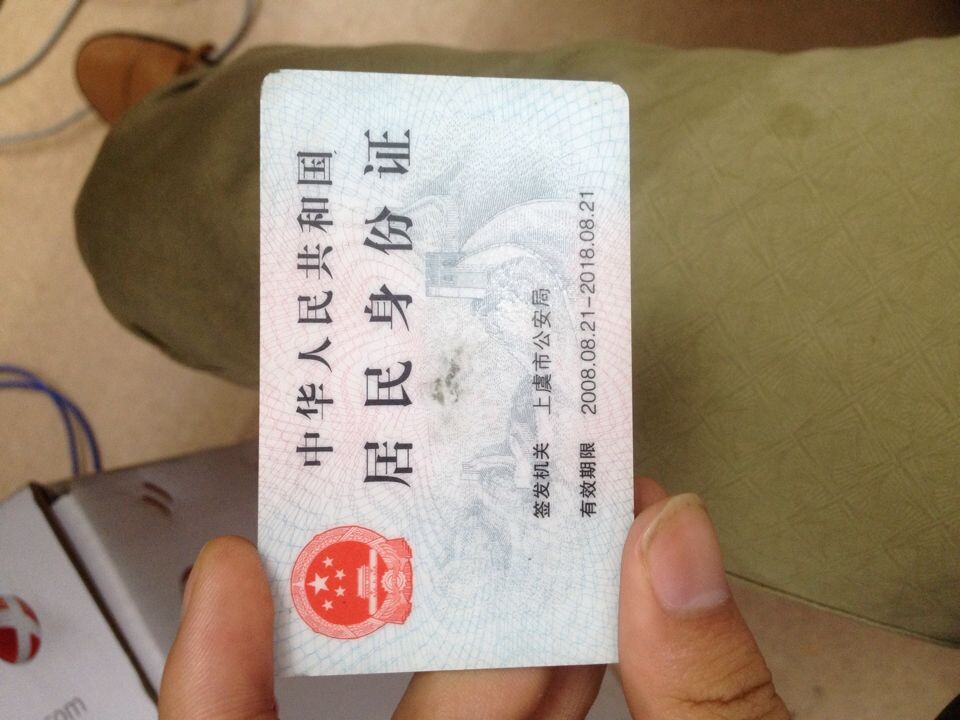 中华人民共和国
居民身份证
签发机关 上虞市公安局
有效期限 2008.08.21-2018.08.21
.com